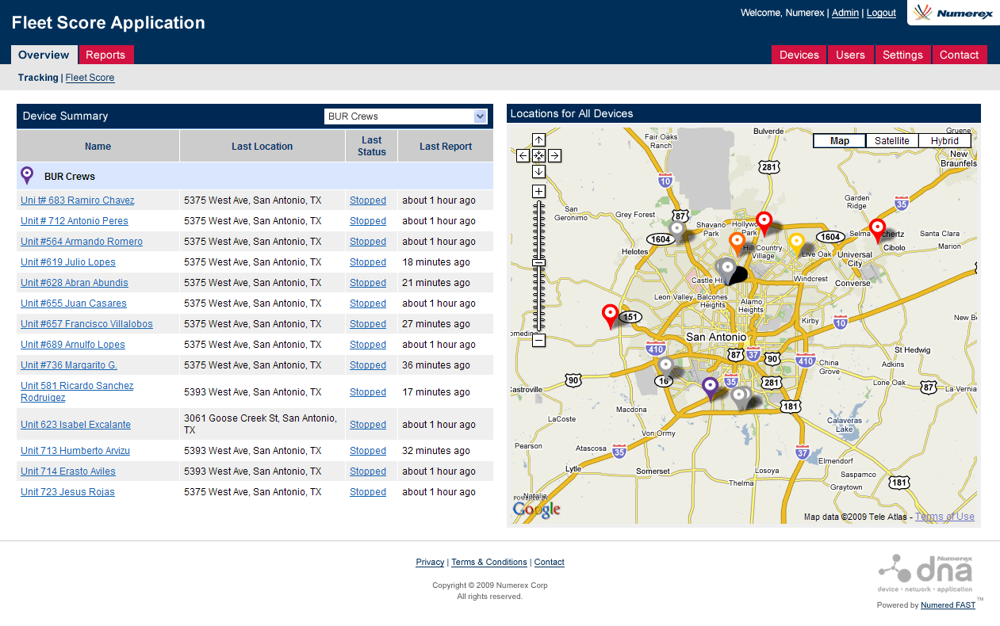 Fleet Score Application
Welcome, Numerex | Admin | Logout
Numerex
Overview
Reports
Devices
Users
Settings
Contact
Tracking | Fleet Score
Device Summary
BUR Crews
Name
Last Location
Last
Status
Last Report
BUR Crews
Uni t# 683 Ramiro Chavez 5375 West Ave, San Antonio, TX Stopped about 1 hour ago
Unit # 712 Antonio Peres 5375 West Ave, San Antonio, TX Stopped about 1 hour ago
Unit #564 Armando Romero 5375 West Ave, San Antonio, TX Stopped about 1 hour ago
Unit #619 Julio Lopes 5375 West Ave, San Antonio, TX Stopped 18 minutes ago
Unit #628 Abran Abundis 5375 West Ave, San Antonio, TX Stopped 21 minutes ago
Unit #655 Juan Casares 5375 West Ave, San Antonio, TX Stopped about 1 hour ago
Unit #657 Francisco Villalobos 5375 West Ave, San Antonio, TX Stopped 27 minutes ago
Unit #689 Arnulfo Lopes 5375 West Ave, San Antonio, TX Stopped about 1 hour ago
Unit #736 Margarito G. 5375 West Ave, San Antonio, TX Stopped 36 minutes ago
Unit 581 Ricardo Sanchez
Rodruigez
5393 West Ave, San Antonio, TX Stopped 17 minutes ago
Unit 623 Isabel Excalante
3061 Goose Creek St, San Antonio,
TX
Stopped about 1 hour ago
Unit 713 Humberto Arvizu 5393 West Ave, San Antonio, TX Stopped 32 minutes ago
Unit 714 Erasto Aviles 5393 West Ave, San Antonio, TX Stopped about 1 hour ago
Unit 723 Jesus Rojas 5375 West Ave, San Antonio, TX Stopped about 1 hour ago
Locations for All Devices
Map
Satellite
Hybrid
Fair Oaks
Ranch
Bulverde
Gruene
New
Braunfels
281
10
Garden
Ridge
35
San
Geronimo
Grey Forest
87
Shavano
Park
Hollywo
Park
1604
1604
Selma
chertz
Santa Clara
Cibolo
Marion
Helotes
Hill Country
Village
Live Oak
Universal
City
Castle Hi
Windcrest
Converse
Leon Valley
Balcones
Heights
Alamo
Heights
151
Kirby
10
New B
San Antonio
410
87
37
90
410
St Hedwig
China
Grove
Adkins
90
16
35
281
Lone Oak
87
La Vernia
Castroville
181
Macdona
LaCoste
Calaveras
Lake
Von Ormy
Pearson
Atascosa
35
37
Elmendorf
Lytle
Somerset
Losoya
Saspamco
Thelma
Graytown
181
Natalia
POWERED BY
Google
Map data ©2009 Tele Atlas - Terms of Use
Privacy | Terms & Conditions | Contact
Copyright © 2009 Numerex Corp
All rights reserved.
Numerex
dna
device · network · application
Powered by Numered FAST™